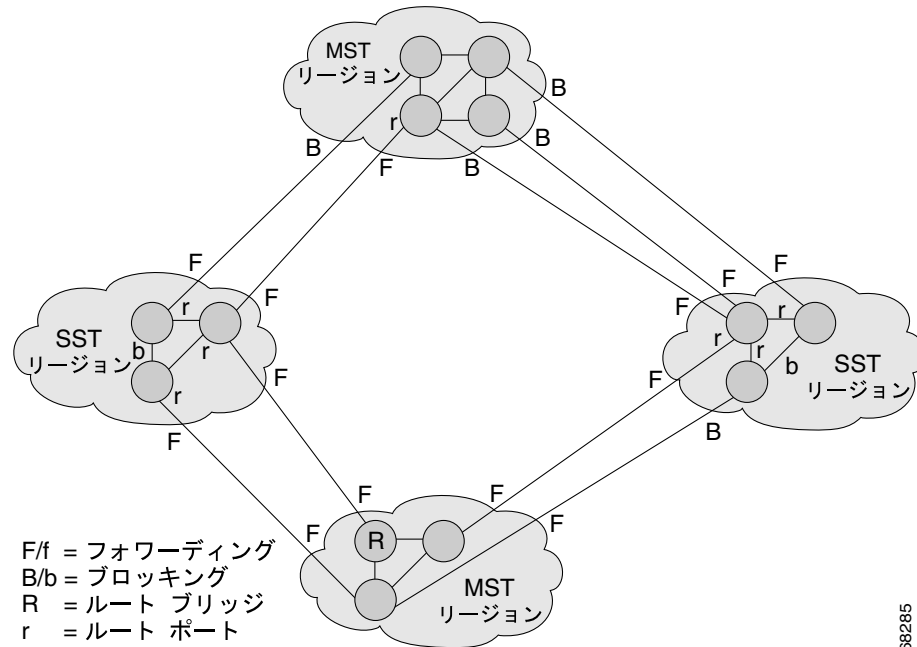 MST
リージョン
r
B
F
B
B
B
F
F
SST
リージョン
r
r
b
r
F
F
F
F
F
r
r
r
b
SST
リージョン
F
B
F
F
F
F
R
MST
リージョン
F/f = フォワーディング
B/b = ブロッキング
R = ルート ブリッジ
r = ルート ポート
68285